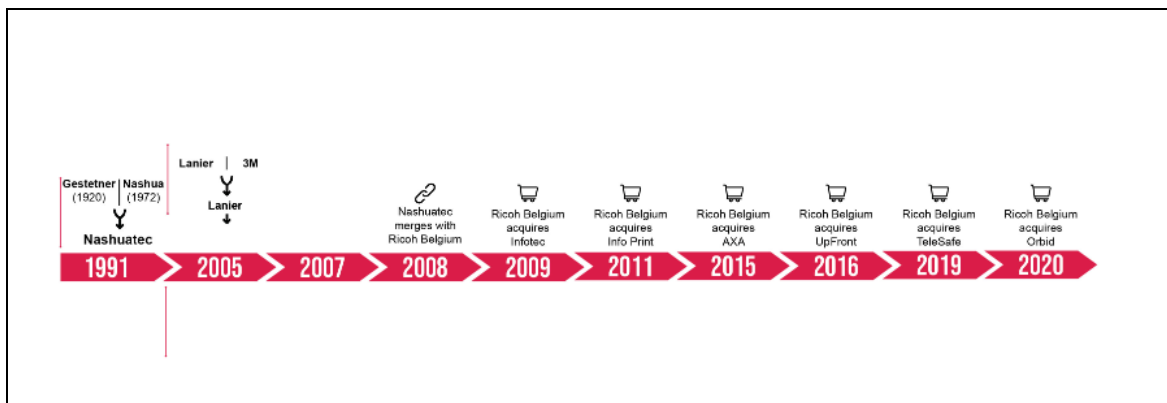 Lanier | 3M
Gestetner | Nashua
(1920) (1972)
Lanier
Nashuatec
Nashuatec
merges with
Ricoh Belgium
Ricoh Belgium
acquires
Infotec
Ricoh Belgium
acquires
Info Print
Ricoh Belgium
acquires
AXA
Ricoh Belgium
acquires
UpFront
Ricoh Belgium
acquires
TeleSafe
Ricoh Belgium
acquires
Orbid
1991 2005 2007 2008 2009 2011 2015 2016 2019 2020